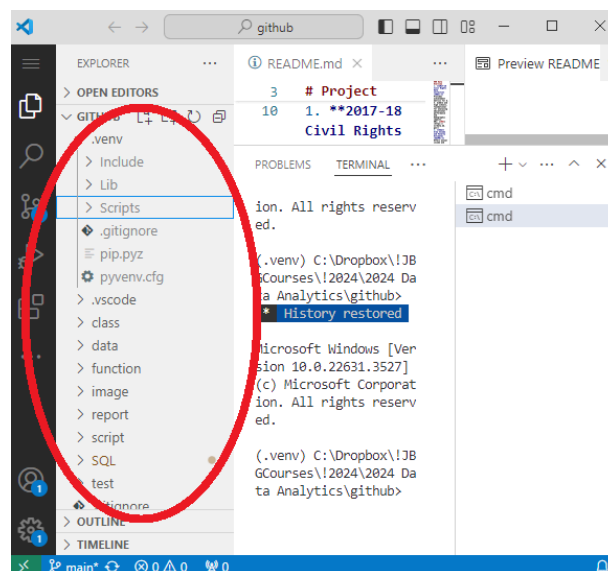 github
EXPLORER
OPEN EDITORS
.venv
Include
Lib
Scripts
.gitignore
pip.pyz
pyvenv.cfg
.vscode
class
data
function
image
report
script
SQL
test
OUTLINE
TIMELINE
README.md
3 # Project
10 1. **2017-18
Civil Rights
Preview README
PROBLEMS TERMINAL
ion. All rights reserv
ed.
(.venv) C:\Dropbox\!JB
GCourses\!2024\2024 Da
ta Analytics\github>
* History restored
Microsoft Windows [Ver
sion 10.0.22631.3527]
(c) Microsoft Corporat
ion. All rights reserv
ed.
(.venv) C:\Dropbox\!JB
GCourses\!2024\2024 Da
ta Analytics\github>
cmd
cmd
1
1
main* 0 0 0